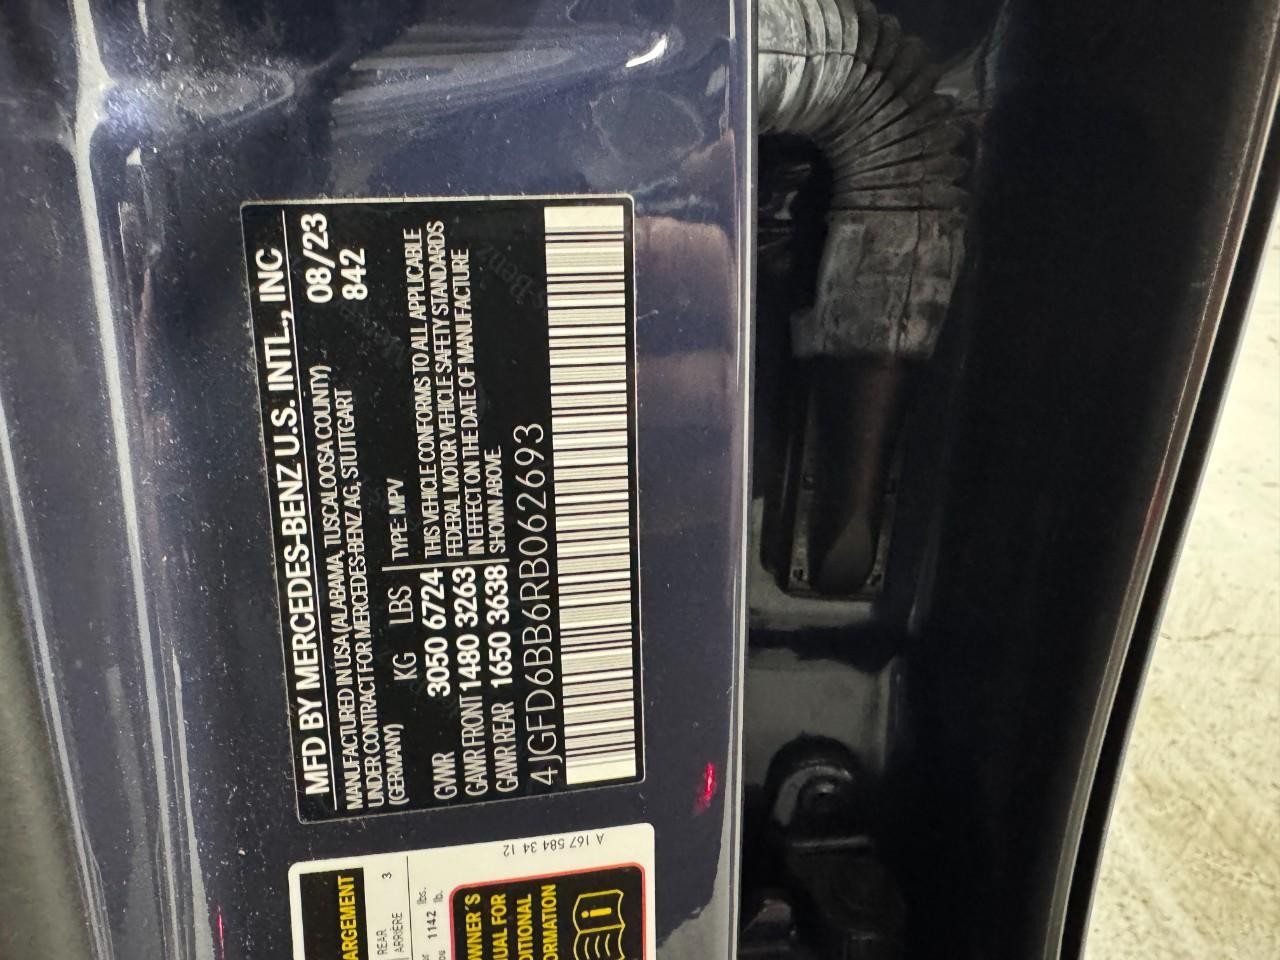 MFD BY MERCEDES-BENZ U.S. INTL., INC
MANUFACTURED IN USA (ALABAMA, TUSCALOOSA COUNTY) 08/23
UNDER CONTRACT FOR MERCEDES-BENZ AG, STUTTGART 842
(GERMANY)
KG LBS TYPE: MPV
GVWR 3050 6724 THIS VEHICLE CONFORMS TO ALL APPLICABLE
GAWR FRONT 1480 3263 FEDERAL MOTOR VEHICLE SAFETY STANDARDS
IN EFFECT ON THE DATE OF MANUFACTURE
GAWR REAR 1650 3638 SHOWN ABOVE
4JGFD6BB6RB062693
A 167 584 34 12
REAR 3
ARRIÈRE
1142 lbs.
lb.